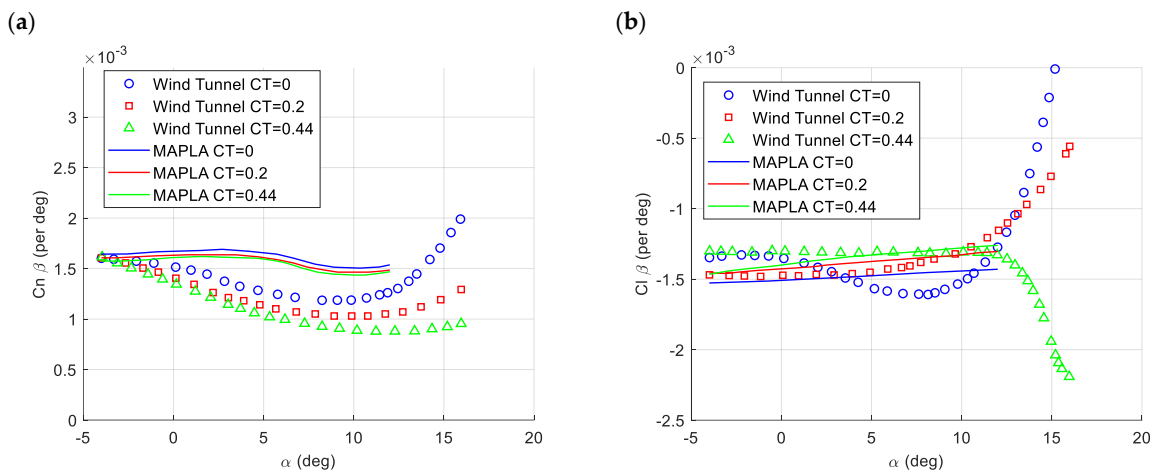 (a)
×10⁻³
Wind Tunnel CT=0
Wind Tunnel CT=0.2
Wind Tunnel CT=0.44
MAPLA CT=0
MAPLA CT=0.2
MAPLA CT=0.44
3
2.5
2
1.5
1
0.5
0
Cn β (per deg)
-5
0
5
10
15
20
α (deg)
(b)
×10⁻³
Wind Tunnel CT=0
Wind Tunnel CT=0.2
Wind Tunnel CT=0.44
MAPLA CT=0
MAPLA CT=0.2
MAPLA CT=0.44
0
-0.5
-1
-1.5
-2
-2.5
Cl β (per deg)
-5
0
5
10
15
20
α (deg)